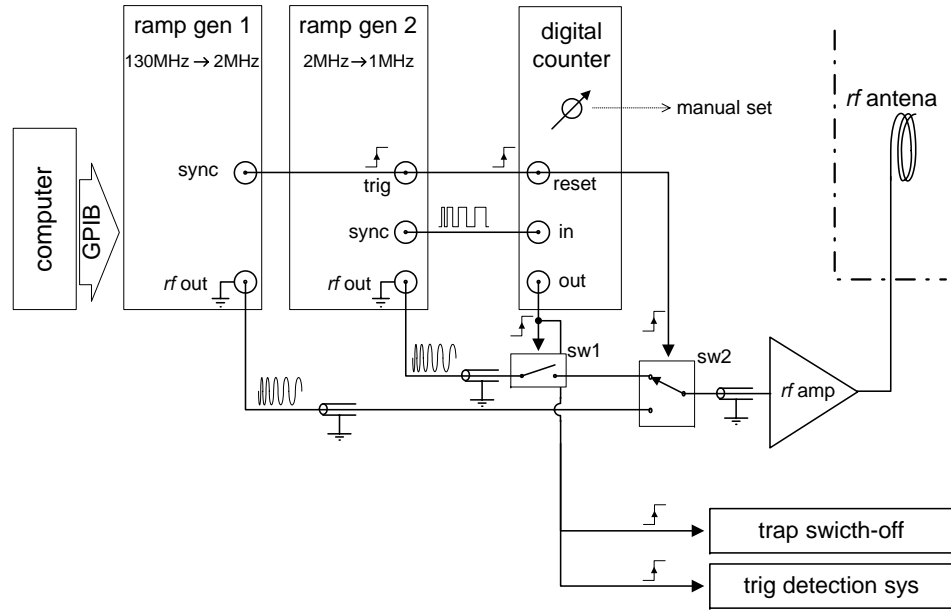 ramp gen 1
130MHz → 2MHz
ramp gen 2
2MHz → 1MHz
digital
counter
manual set
rf antena
computer
GPIB
sync
trig
reset
sync
in
rf out
rf out
out
sw1
sw2
rf amp
trap swicth-off
trig detection sys